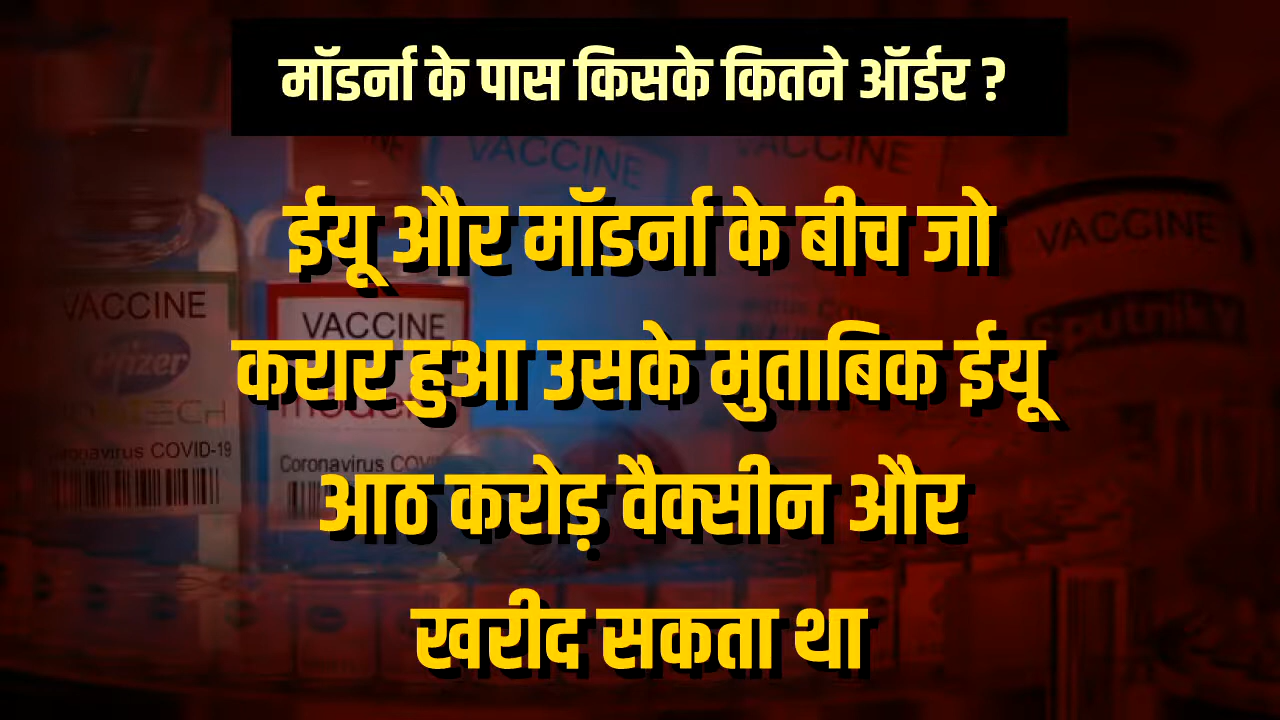 मॉडर्ना के पास किसके कितने ऑर्डर ?
ईयू और मॉडर्ना के बीच जो
करार हुआ उसके मुताबिक ईयू
आठ करोड़ वैक्सीन और
खरीद सकता था
VACCINE
VACCINE
VACCINE
VACCINE
VACCINE
Pfizer
Sputnik V
Coronavirus COVID-19
Coronavirus